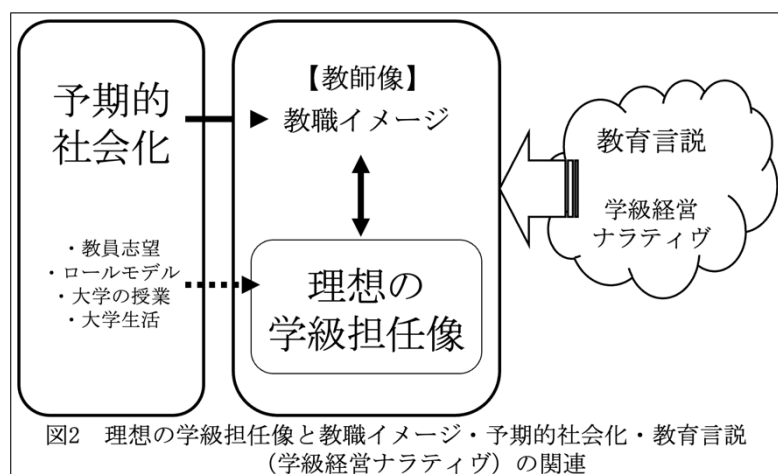 予期的
社会化
・教員志望
・ロールモデル
・大学の授業
・大学生活
【教師像】
教職イメージ
理想の
学級担任像
教育言説
学級経営
ナラティヴ
図2 理想の学級担任像と教職イメージ・予期的社会化・教育言説
（学級経営ナラティヴ）の関連